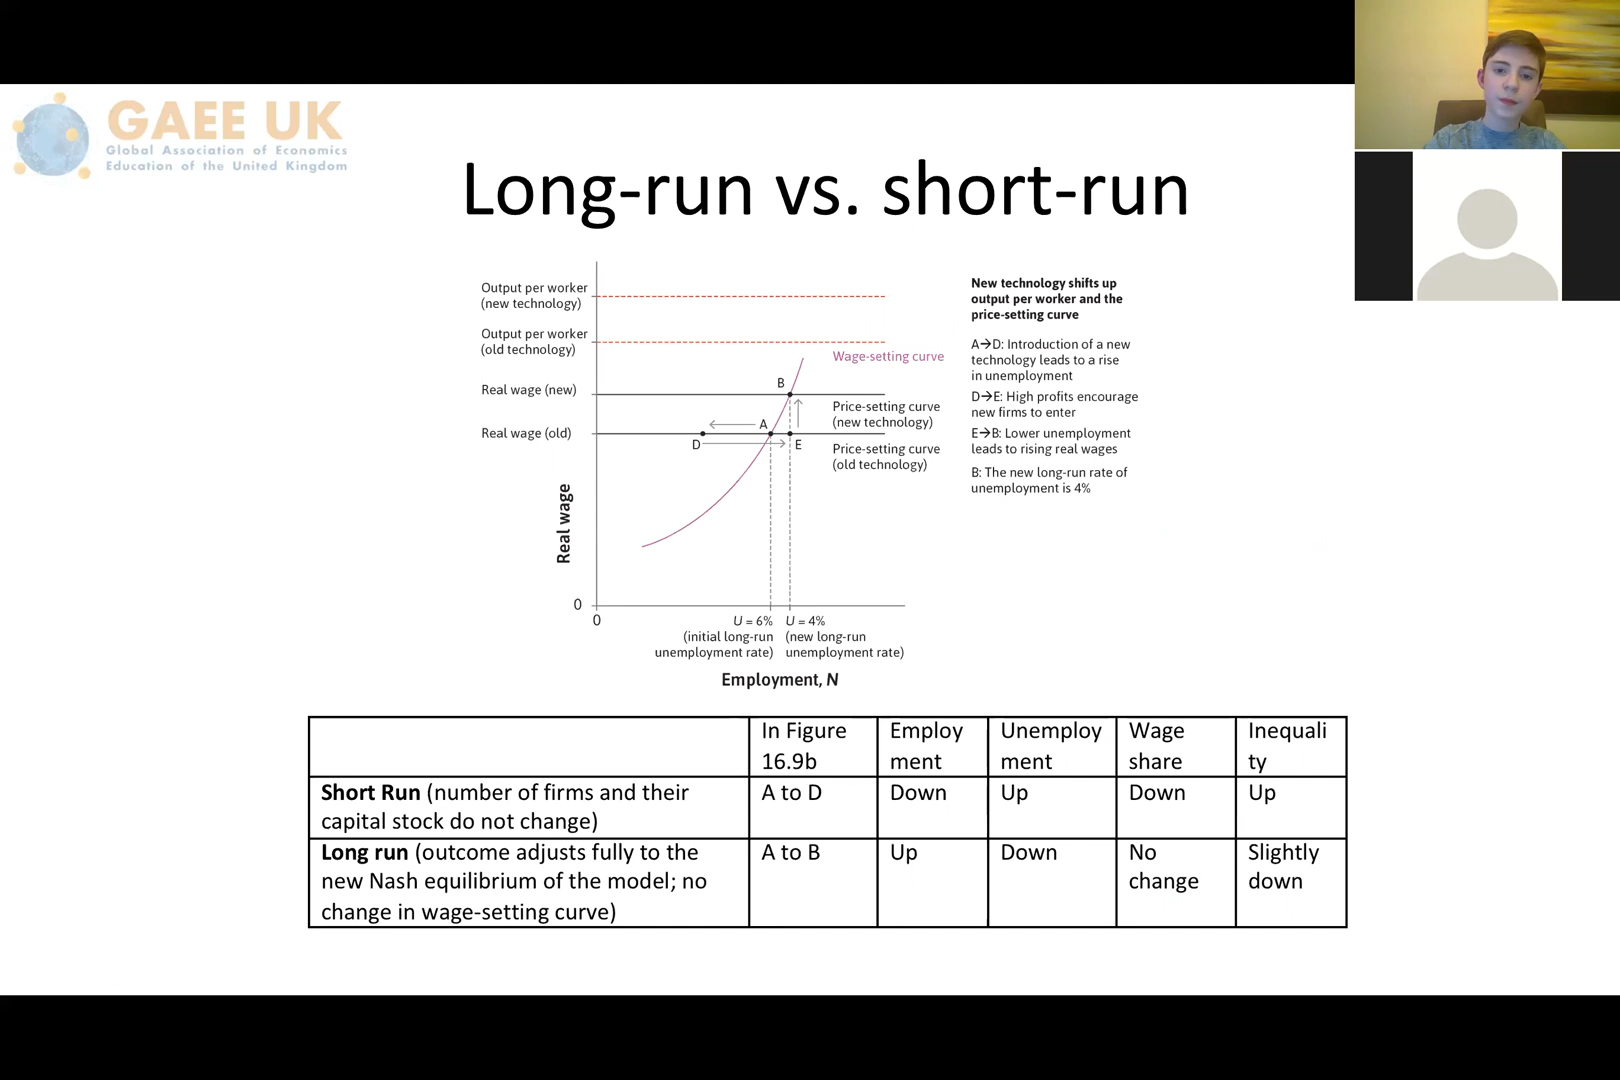 GAEE UK
Global Association of Economics
Education of the United Kingdom
Long-run vs. short-run
Output per worker
(new technology)
Output per worker
(old technology)
Real wage (new)
Real wage (old)
Real wage
0
0
Wage-setting curve
B
A
D
E
Price-setting curve
(new technology)
Price-setting curve
(old technology)
U = 6%
(initial long-run
unemployment rate)
U = 4%
(new long-run
unemployment rate)
Employment, N
New technology shifts up
output per worker and the
price-setting curve
A→D: Introduction of a new
technology leads to a rise
in unemployment
D→E: High profits encourage
new firms to enter
E→B: Lower unemployment
leads to rising real wages
B: The new long-run rate of
unemployment is 4%
In Figure
16.9b
Employ
ment
Unemploy
ment
Wage
share
Inequali
ty
Short Run (number of firms and their
capital stock do not change)
A to D
Down
Up
Down
Up
Long run (outcome adjusts fully to the
new Nash equilibrium of the model; no
change in wage-setting curve)
A to B
Up
Down
No
change
Slightly
down